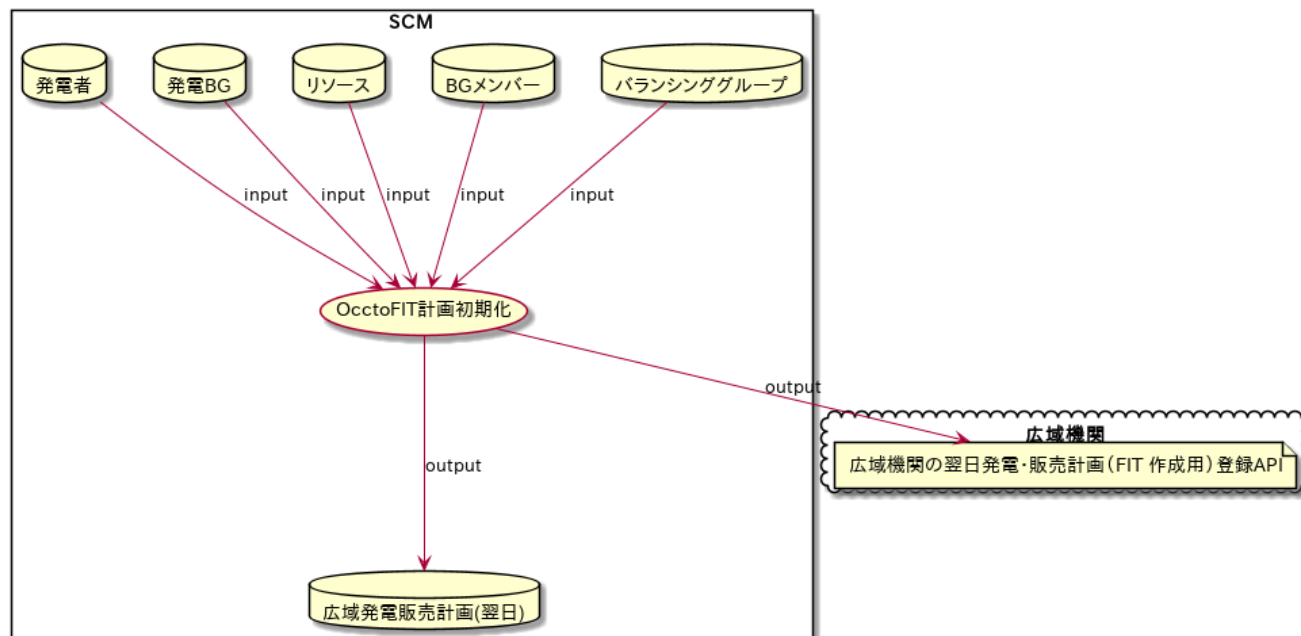 SCM
発電者
発電BG
リソース
BGメンバー
バランシンググループ
input
input
input
input
input
OcctoFIT計画初期化
output
広域機関
広域機関の翌日発電・販売計画(FIT 作成用)登録API
output
広域発電販売計画(翌日)